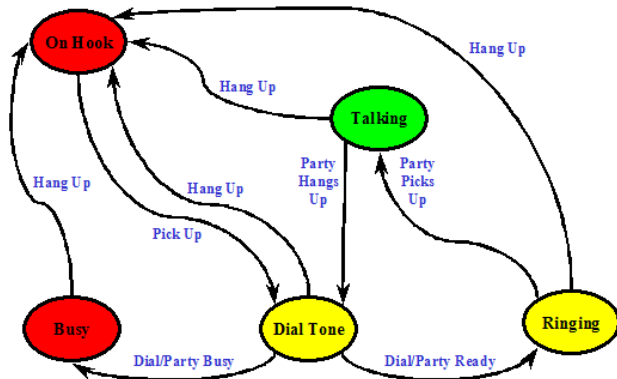 Hang Up
On Hook
Hang Up
Talking
Party
Hangs
Up
Party
Picks
Up
Hang Up
Hang Up
Pick Up
Busy
Dial Tone
Ringing
Dial/Party Busy
Dial/Party Ready